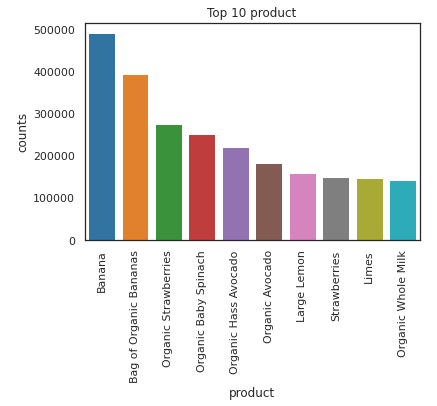 Top 10 product
counts
500000
400000
300000
200000
100000
0
Banana
Bag of Organic Bananas
Organic Strawberries
Organic Baby Spinach
Organic Hass Avocado
Organic Avocado
Large Lemon
Strawberries
Limes
Organic Whole Milk
product